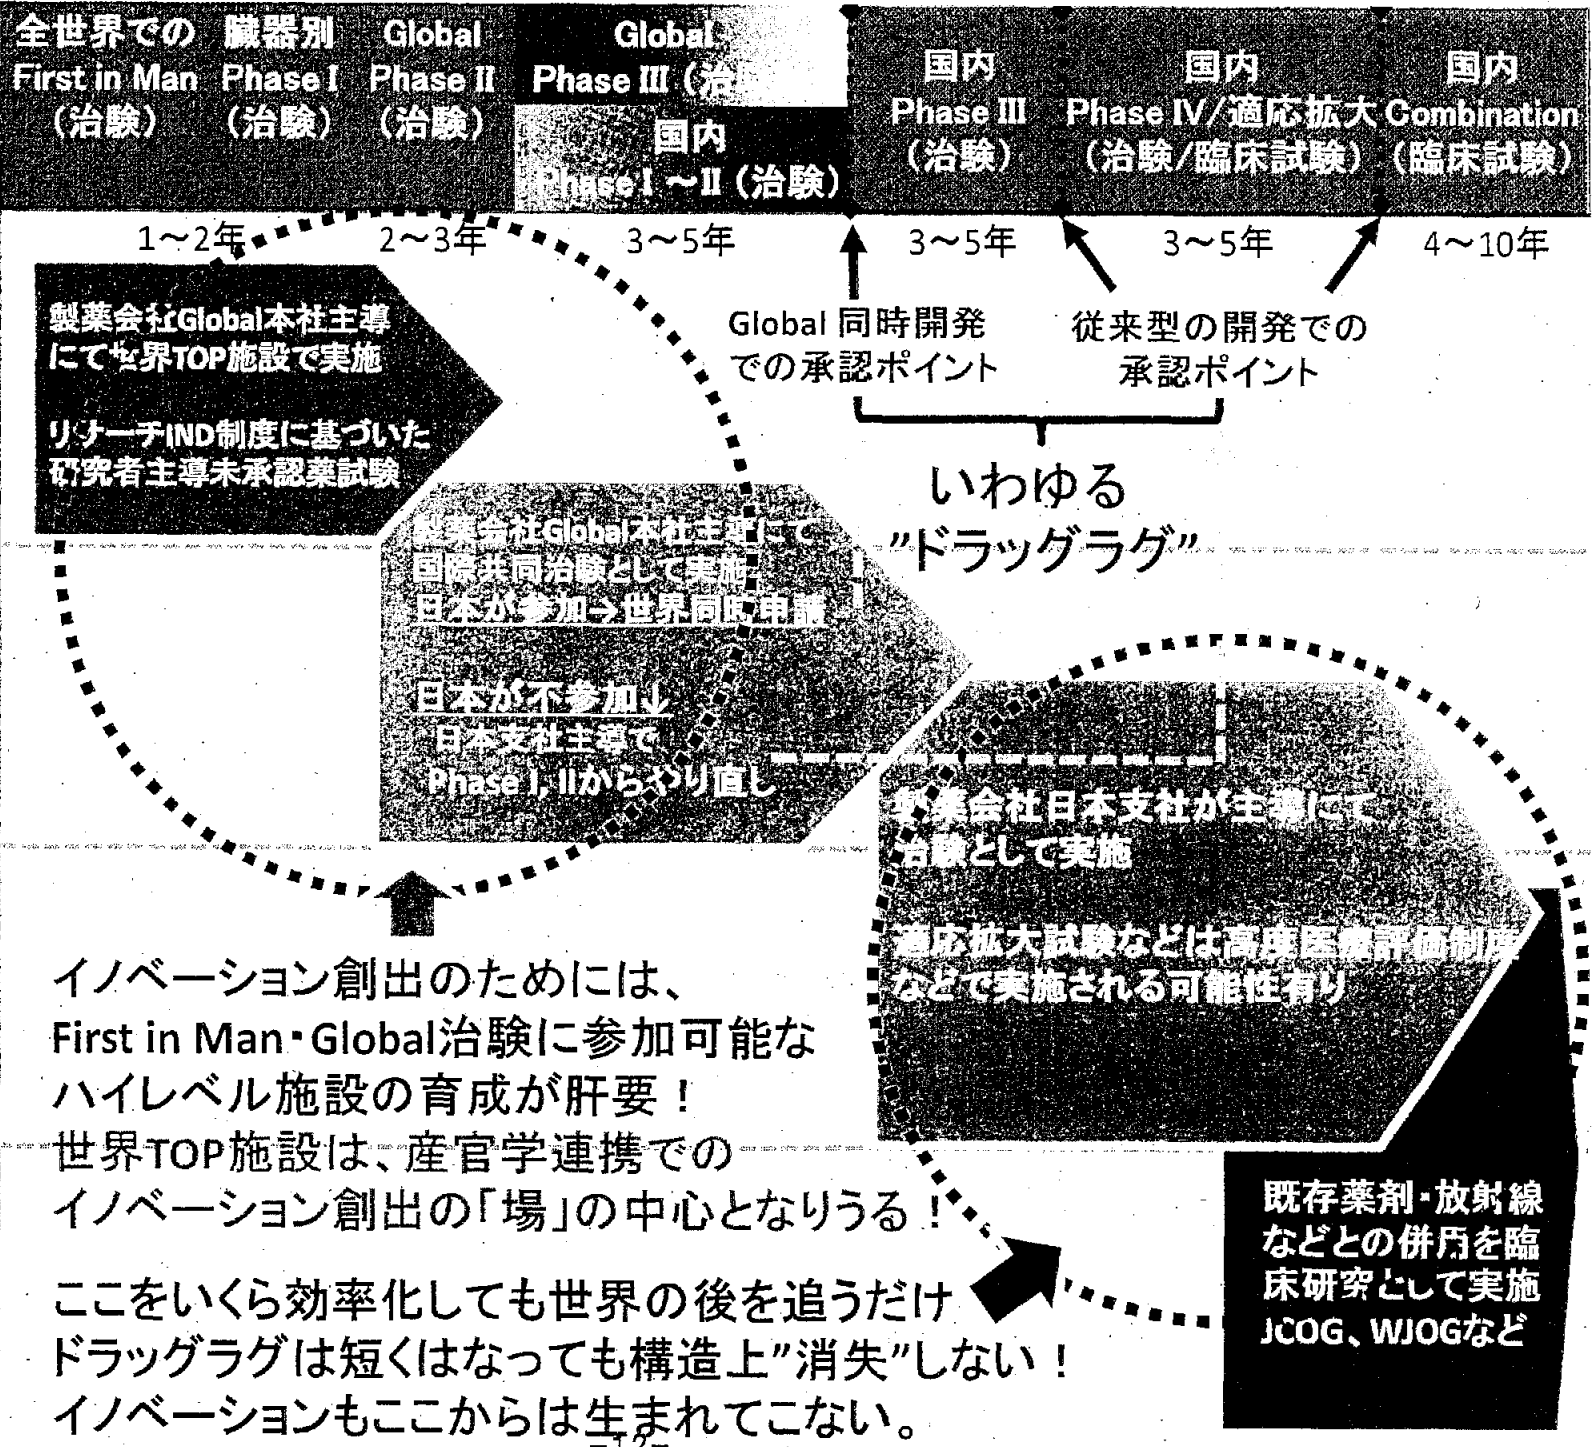 全世界での
First in Man
(治験)
臓器別
Phase I
(治験)
Global
Phase II
(治験)
Global
Phase III (治験)
国内
Phase I ～II (治験)
国内
Phase III
(治験)
国内
Phase IV/適応拡大
(治験/臨床試験)
国内
Combination
(臨床試験)
1～2年
2～3年
3～5年
3～5年
3～5年
4～10年
製薬会社Global本社主導
にて世界TOP施設で実施
リサーチIND制度に基づいた
研究者主導未承認薬試験
Global 同時開発
での承認ポイント
従来型の開発での
承認ポイント
いわゆる
”ドラッグラグ”
製薬会社Global本社主導にて
国際共同治験として実施
日本が参加→世界同時申請
日本が不参加↓
日本支社主導で
Phase I, IIからやり直し
製薬会社日本支社が主導にて
治験として実施
適応拡大試験などは高度医療評価制度
などで実施される可能性有り
イノベーション創出のためには、
First in Man・Global治験に参加可能な
ハイレベル施設の育成が肝要！
世界TOP施設は、産官学連携での
イノベーション創出の「場」の中心となりうる！
既存薬剤・放射線
などとの併用を臨
床研究として実施
JCOG、WJOGなど
ここをいくら効率化しても世界の後を追うだけ
ドラッグラグは短くはなっても構造上”消失”しない！
イノベーションもここからは生まれてこない。